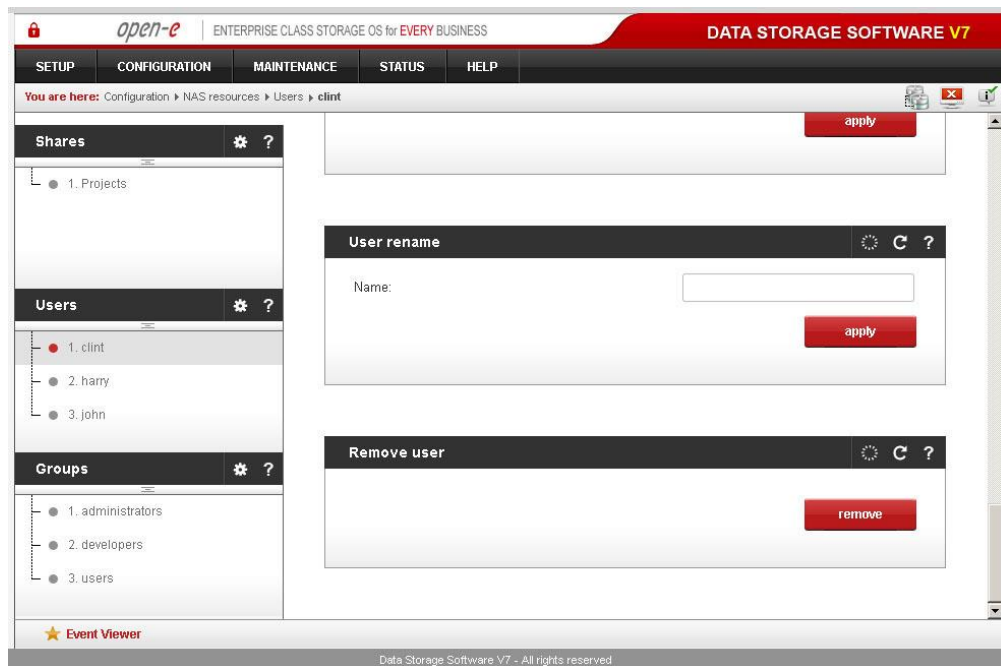 open-e ENTERPRISE CLASS STORAGE OS for EVERY BUSINESS DATA STORAGE SOFTWARE V7
SETUP CONFIGURATION MAINTENANCE STATUS HELP
You are here: Configuration NAS resources Users clint
Shares ?
1. Projects
Users ?
1. clint
2. harry
3. john
Groups ?
1. administrators
2. developers
3. users
apply
User rename ?
Name:
apply
Remove user ?
remove
Event Viewer
Data Storage Software V7 - All rights reserved